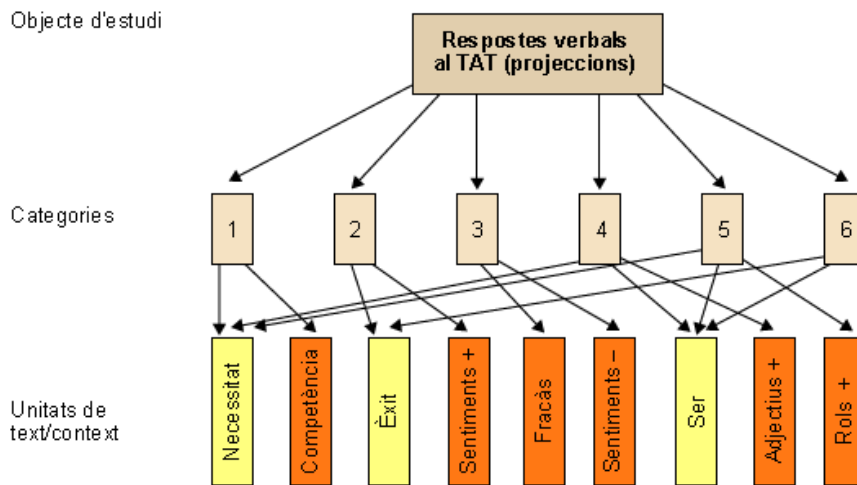 Objecte d'estudi
Respostes verbals
al TAT (projeccions)
Categories
1
2
3
4
5
6
Unitats de
text/context
Necessitat
Competència
Èxit
Sentiments +
Fracàs
Sentiments –
Ser
Adjectius +
Rols +